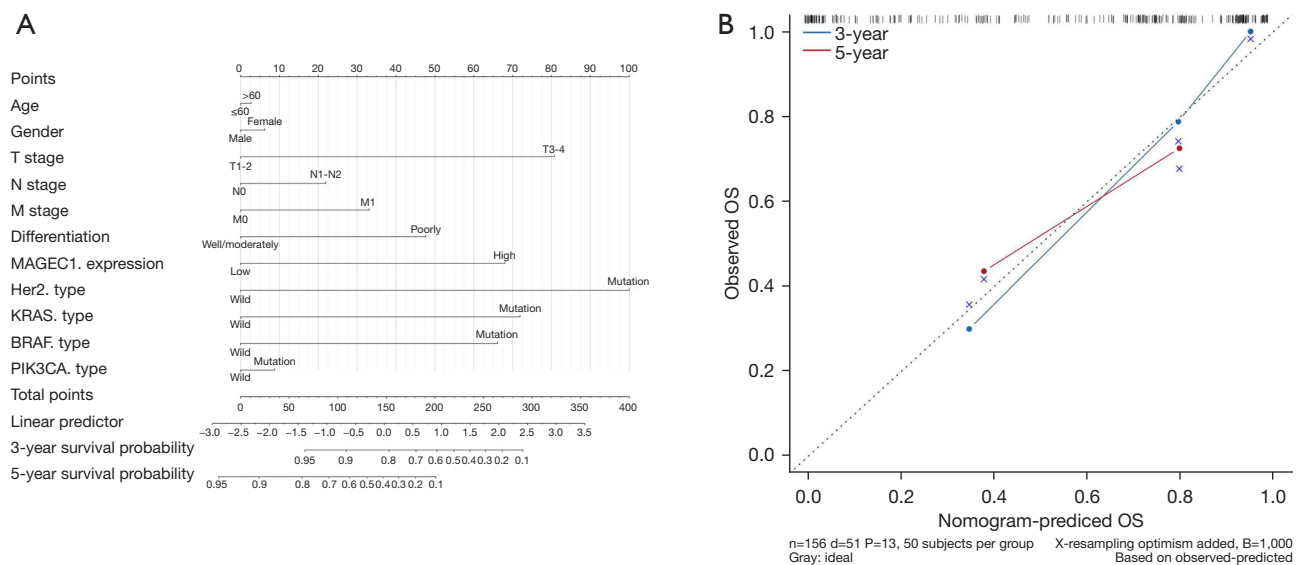 A
Points
0 10 20 30 40 50 60 70 80 90 100
Age
>60
≤60
Gender
Female
Male
T stage
T3-4
T1-2
N stage
N1-N2
N0
M stage
M1
M0
Differentiation
Poorly
Well/moderately
MAGEC1. expression
High
Low
Her2. type
Mutation
Wild
KRAS. type
Mutation
Wild
BRAF. type
Mutation
Wild
PIK3CA. type
Mutation
Wild
Total points
0 50 100 150 200 250 300 350 400
Linear predictor
−3.0 −2.5 −2.0 −1.5 −1.0 −0.5 0.0 0.5 1.0 1.5 2.0 2.5 3.0 3.5
3-year survival probability
0.95 0.9 0.8 0.7 0.6 0.5 0.4 0.3 0.2 0.1
5-year survival probability
0.95 0.9 0.8 0.7 0.6 0.5 0.4 0.3 0.2 0.1
B
3-year
5-year
Observed OS
1.0
0.8
0.6
0.4
0.2
0.0
0.0 0.2 0.4 0.6 0.8 1.0
Nomogram-prediced OS
n=156 d=51 P=13, 50 subjects per group X-resampling optimism added, B=1,000
Gray: ideal Based on observed-predicted